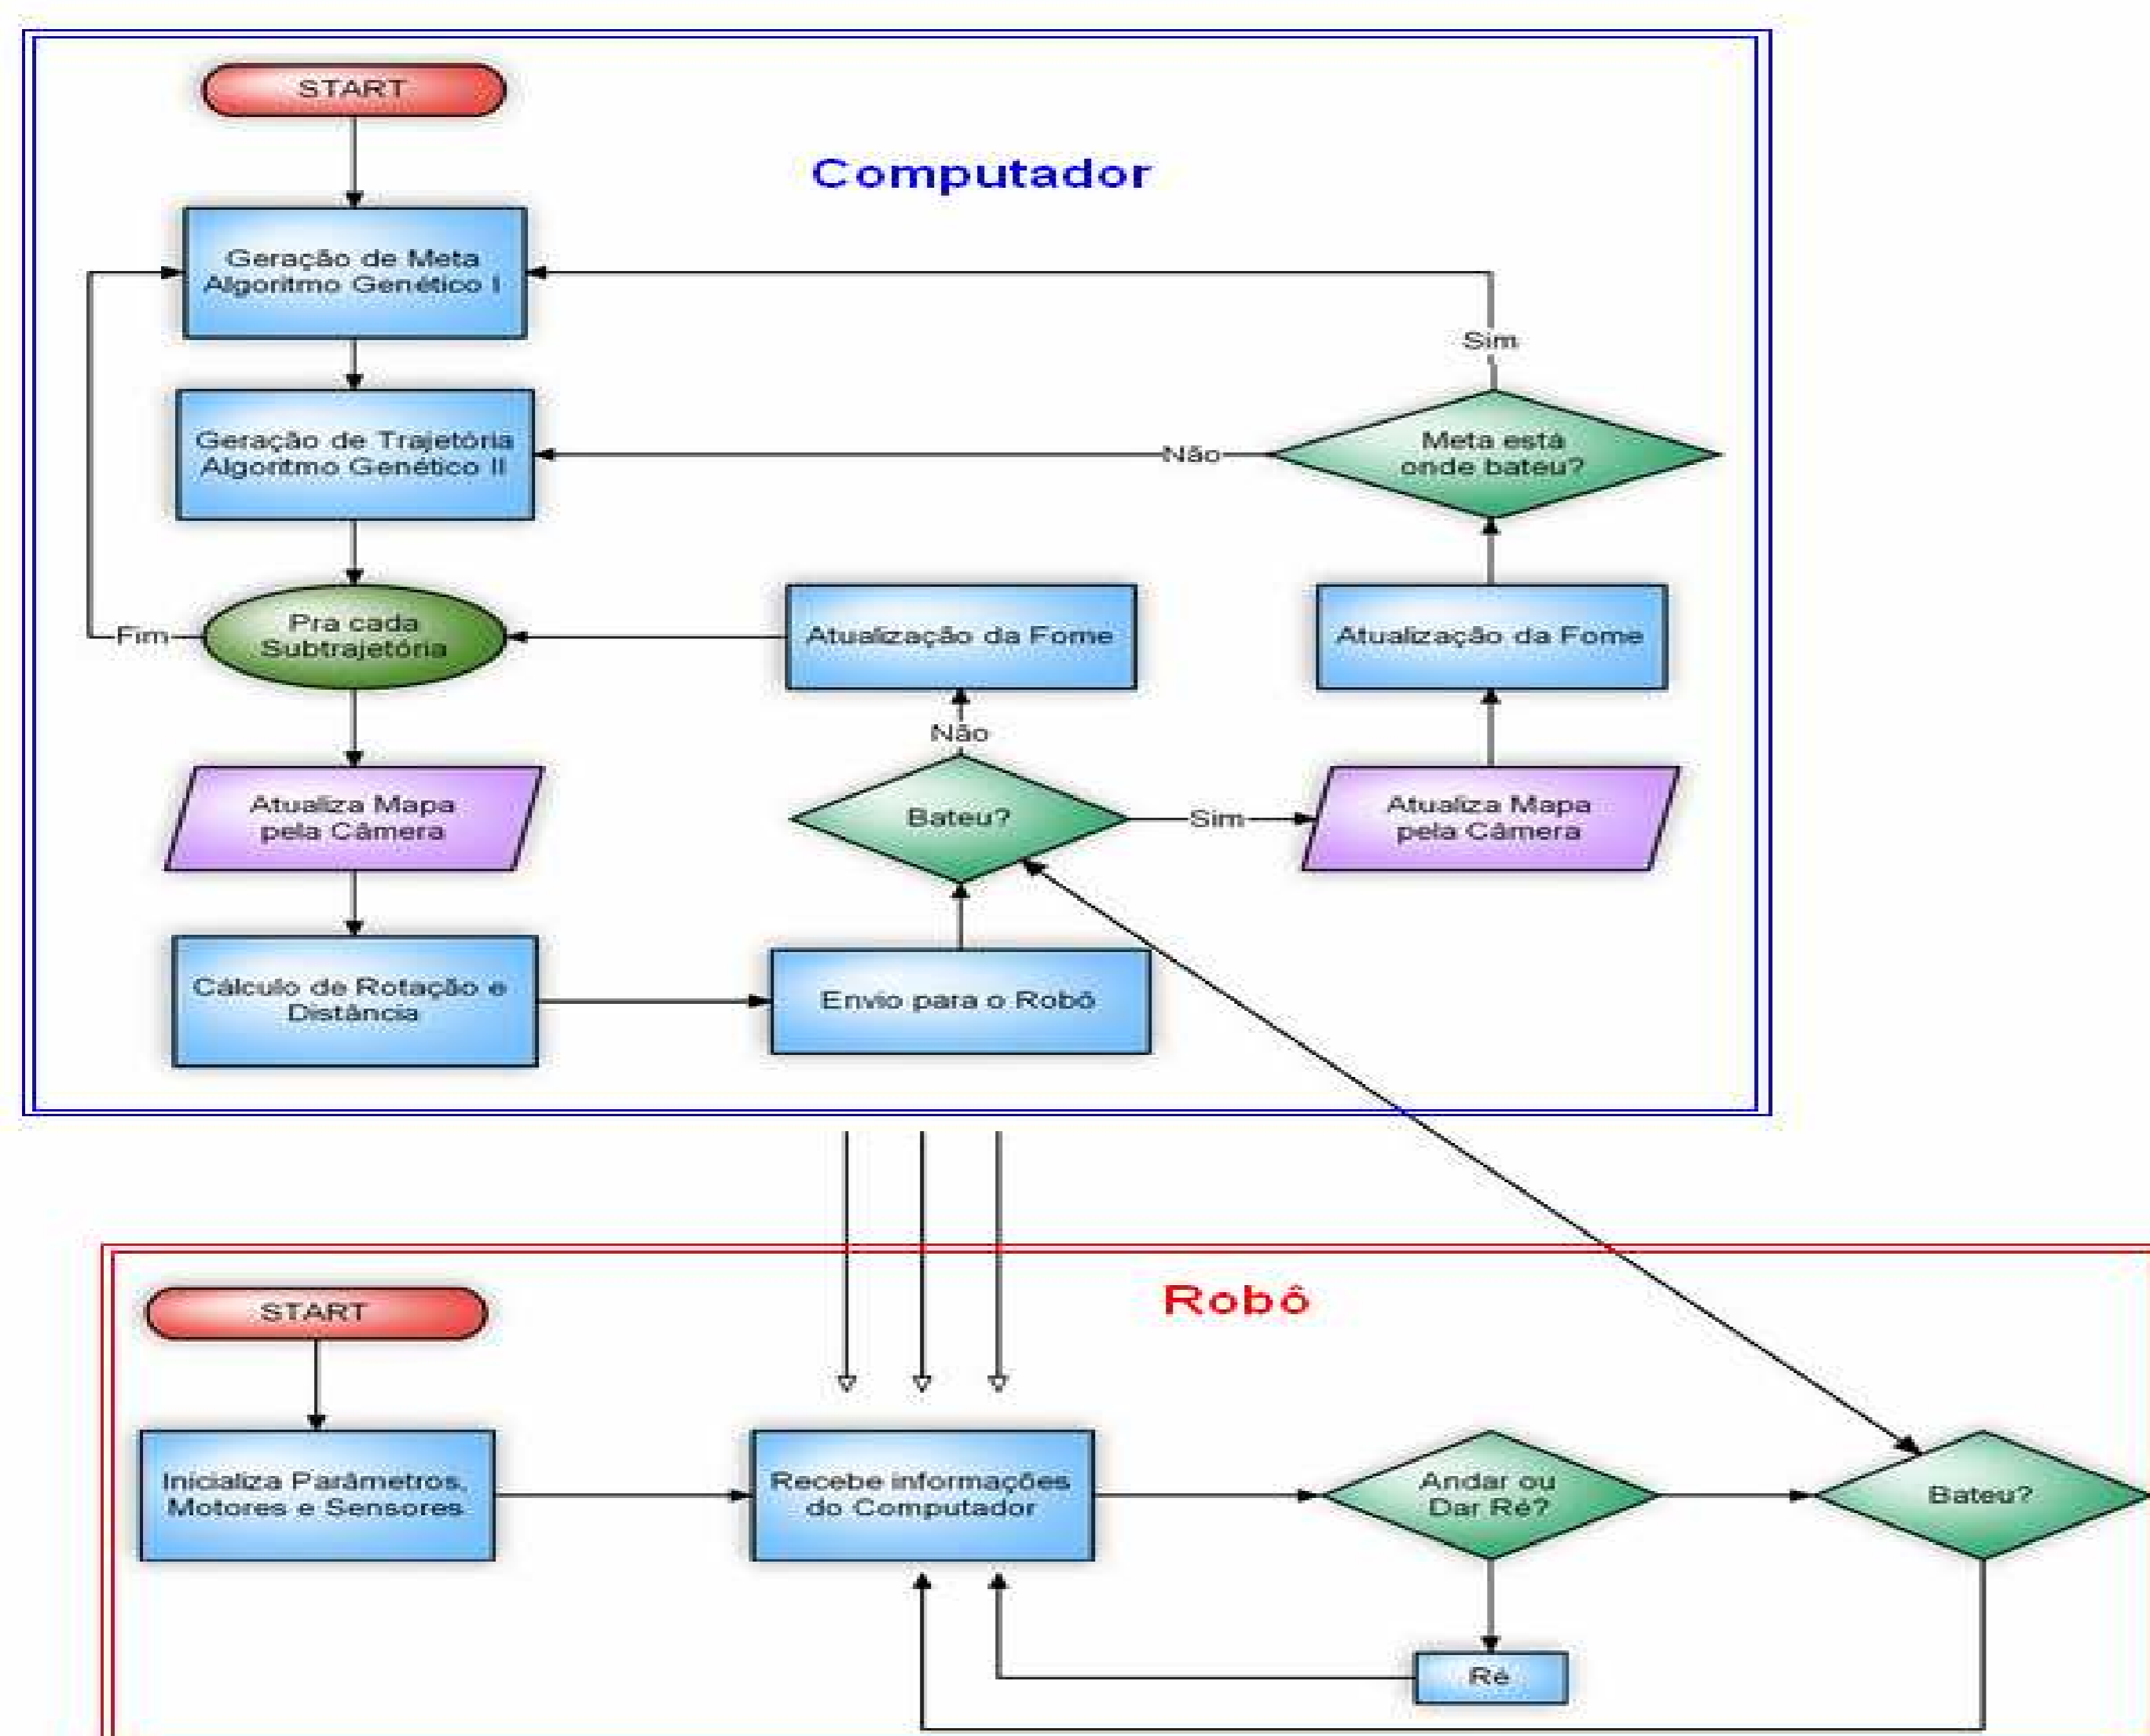 START
Computador
Geração de Meta
Algoritmo Genético I
Sim
Geração de Trajetória
Algoritmo Genético II
Não
Meta está
onde bateu?
Fim
Pra cada
Subtrajetória
Atualização da Fome
Atualização da Fome
Não
Atualiza Mapa
pela Câmera
Bateu?
Sim
Atualiza Mapa
pela Câmera
Cálculo de Rotação e
Distância
Envio para o Robô
Robô
START
Inicializa Parâmetros,
Motores e Sensores
Recebe informações
do Computador
Andar ou
Dar Ré?
Bateu?
Ré